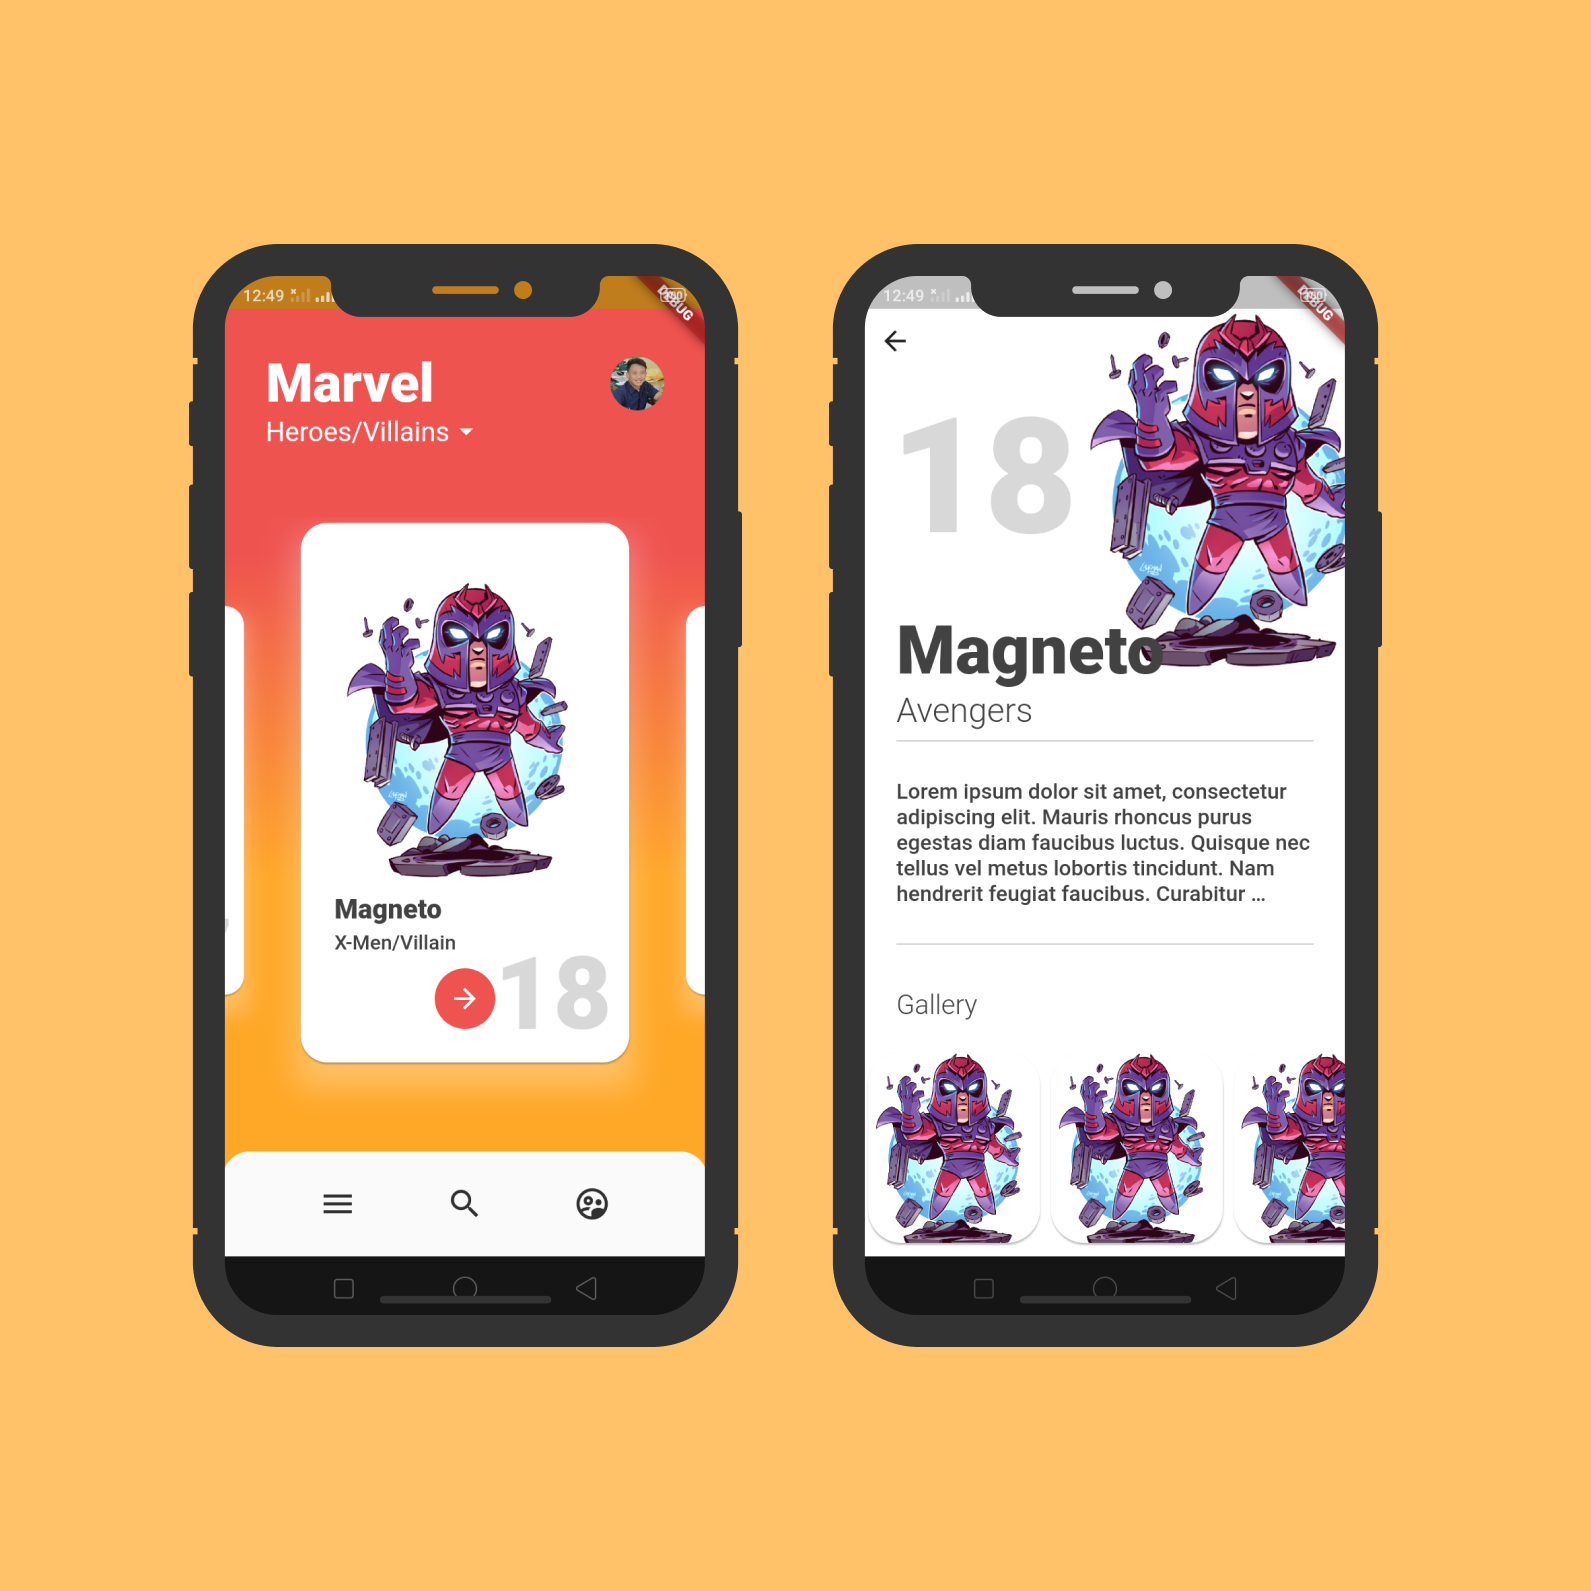 12:49
DEBUG
Marvel
Heroes/Villains
Magneto
X-Men/Villain
18
12:49
DEBUG
18
Magneto
Avengers
Lorem ipsum dolor sit amet, consectetur
adipiscing elit. Mauris rhoncus purus
egestas diam faucibus luctus. Quisque nec
tellus vel metus lobortis tincidunt. Nam
hendrerit feugiat faucibus. Curabitur ...
Gallery